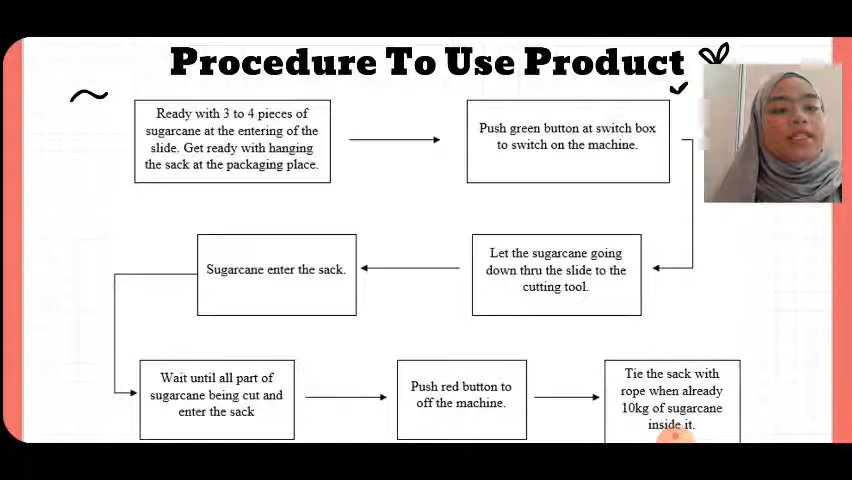 Procedure To Use Product
Ready with 3 to 4 pieces of
sugarcane at the entering of the
slide. Get ready with hanging
the sack at the packaging place.
Push green button at switch box
to switch on the machine.
Let the sugarcane going
down thru the slide to the
cutting tool.
Sugarcane enter the sack.
Wait until all part of
sugarcane being cut and
enter the sack
Push red button to
off the machine.
Tie the sack with
rope when already
10kg of sugarcane
inside it.